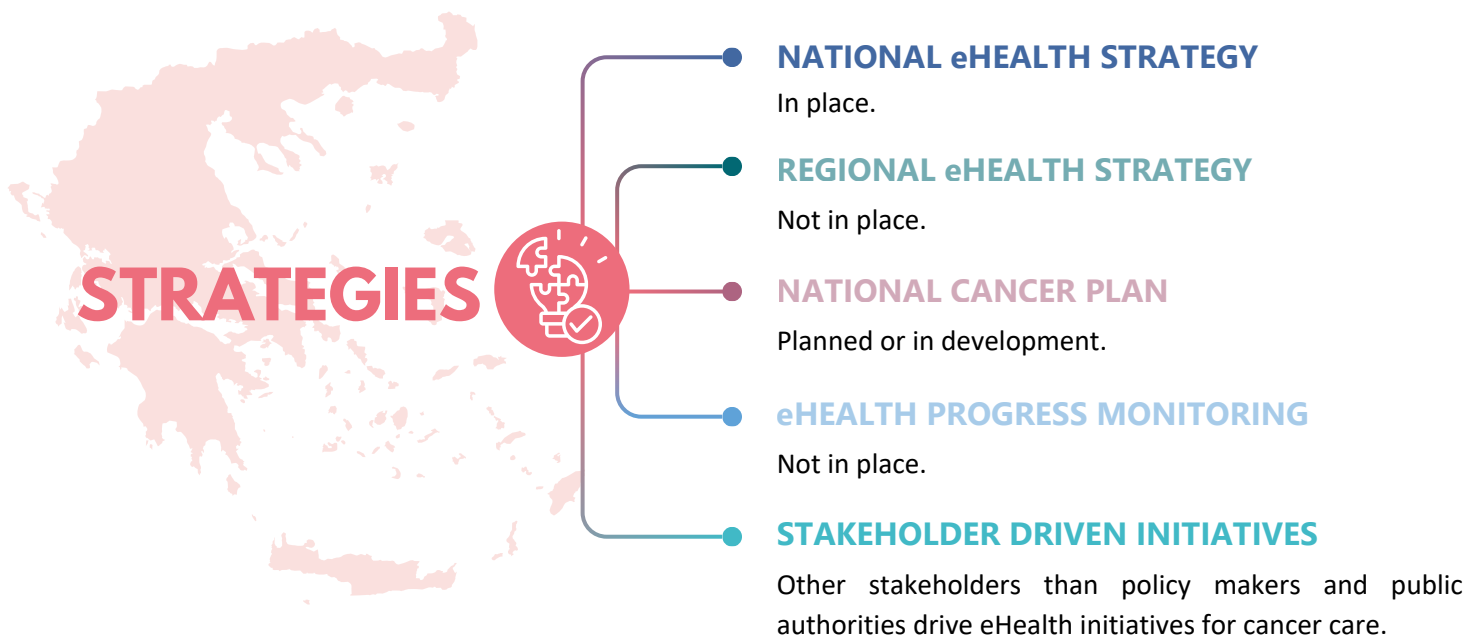 STRATEGIES
NATIONAL eHEALTH STRATEGY
In place.
REGIONAL eHEALTH STRATEGY
Not in place.
NATIONAL CANCER PLAN
Planned or in development.
eHEALTH PROGRESS MONITORING
Not in place.
STAKEHOLDER DRIVEN INITIATIVES
Other stakeholders than policy makers and public
authorities drive eHealth initiatives for cancer care.